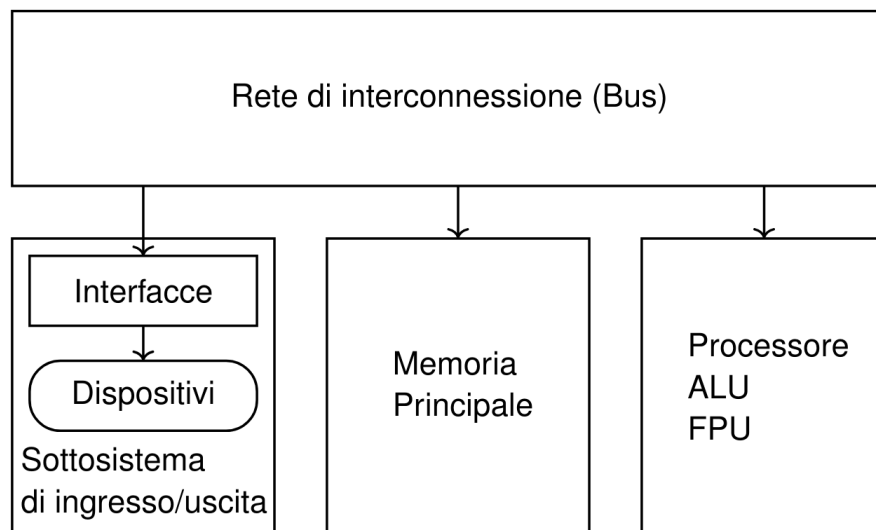 Rete di interconnessione (Bus)
Interfacce
Dispositivi
Sottosistema
di ingresso/uscita
Memoria
Principale
Processore
ALU
FPU